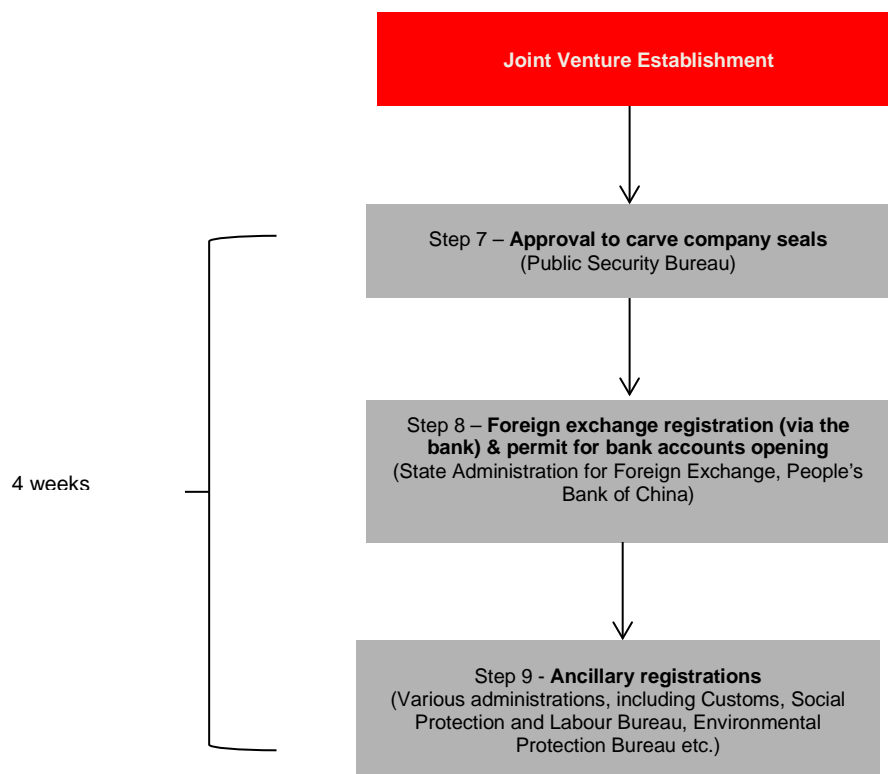 Joint Venture Establishment
Step 7 – Approval to carve company seals
(Public Security Bureau)
Step 8 – Foreign exchange registration (via the
bank) & permit for bank accounts opening
(State Administration for Foreign Exchange, People's
Bank of China)
4 weeks
Step 9 - Ancillary registrations
(Various administrations, including Customs, Social
Protection and Labour Bureau, Environmental
Protection Bureau etc.)